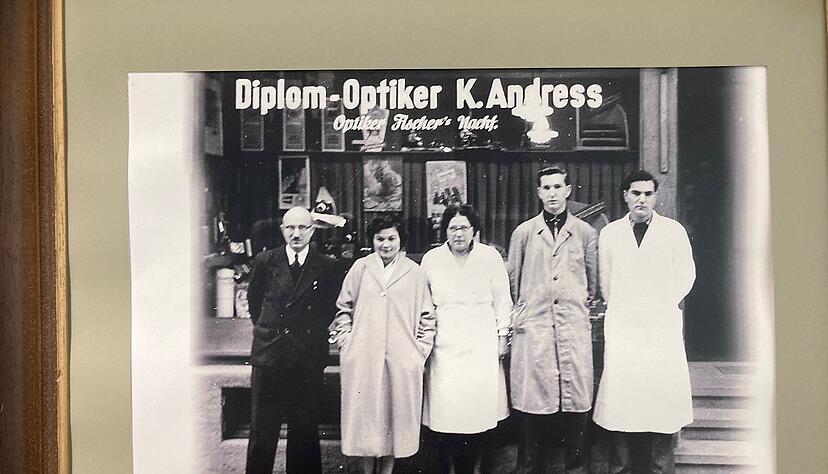 Diplom-Optiker K. Andress
Optiker Fischer's Nachf.